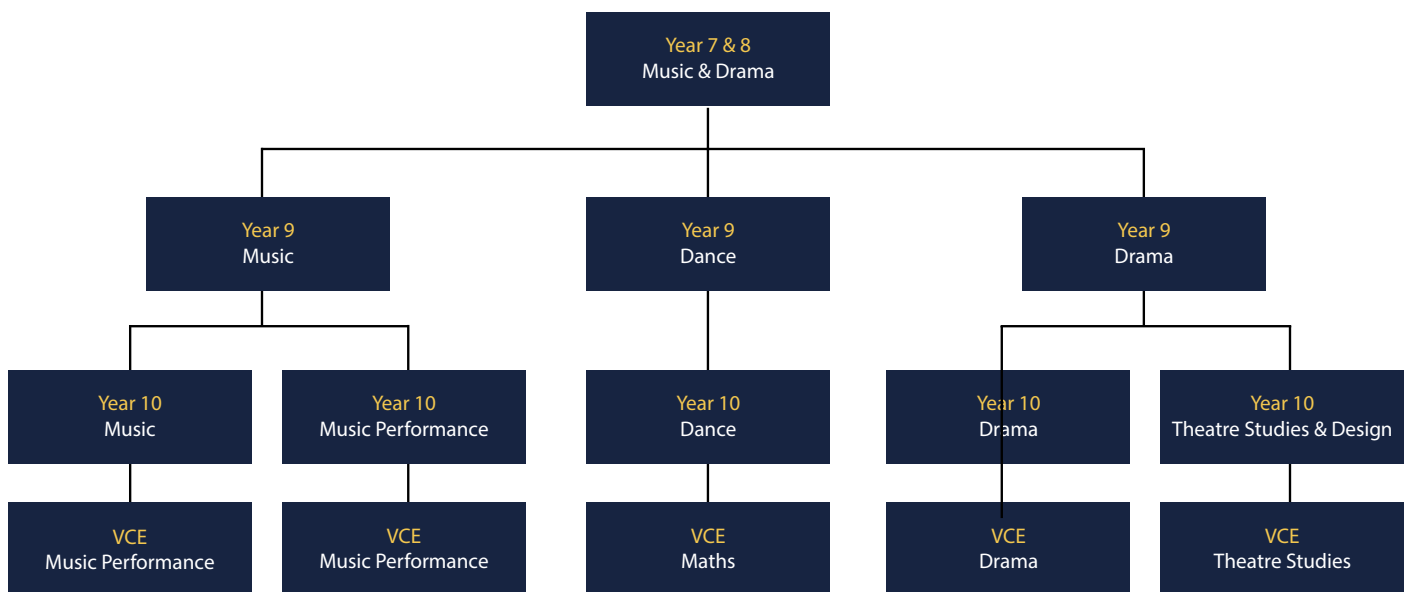 Year 7 & 8
Music & Drama
Year 9
Music
Year 9
Dance
Year 9
Drama
Year 10
Music
Year 10
Music Performance
Year 10
Dance
Year 10
Drama
Year 10
Theatre Studies & Design
VCE
Music Performance
VCE
Music Performance
VCE
Maths
VCE
Drama
VCE
Theatre Studies